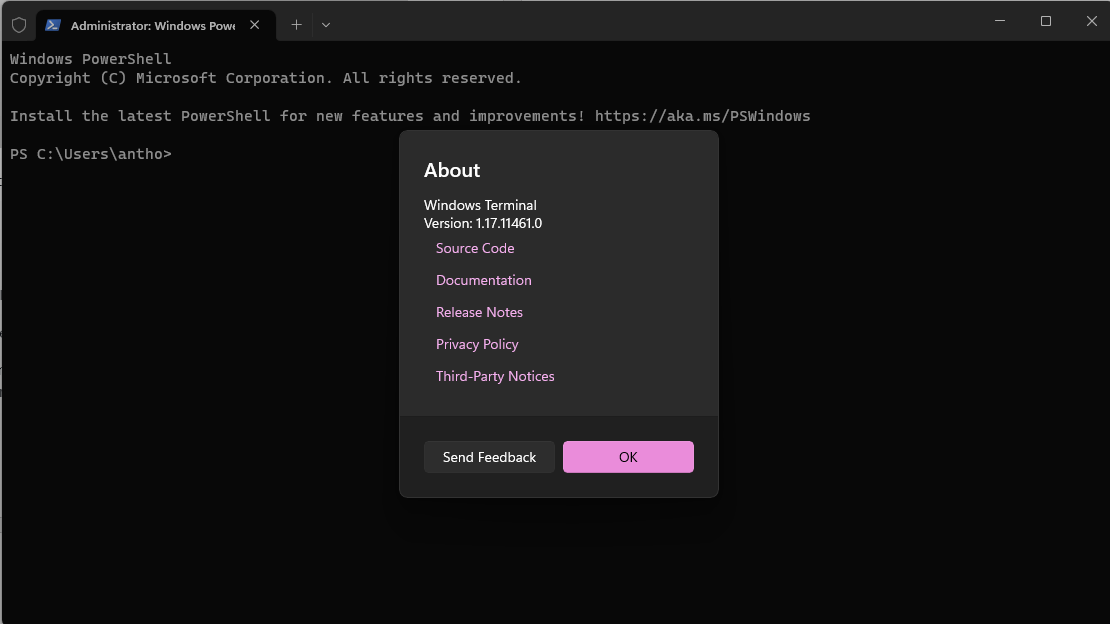 Administrator: Windows Powe
Windows PowerShell
Copyright (C) Microsoft Corporation. All rights reserved.
Install the latest PowerShell for new features and improvements! https://aka.ms/PSWindows
PS C:\Users\antho>
About
Windows Terminal
Version: 1.17.11461.0
Source Code
Documentation
Release Notes
Privacy Policy
Third-Party Notices
Send Feedback
OK